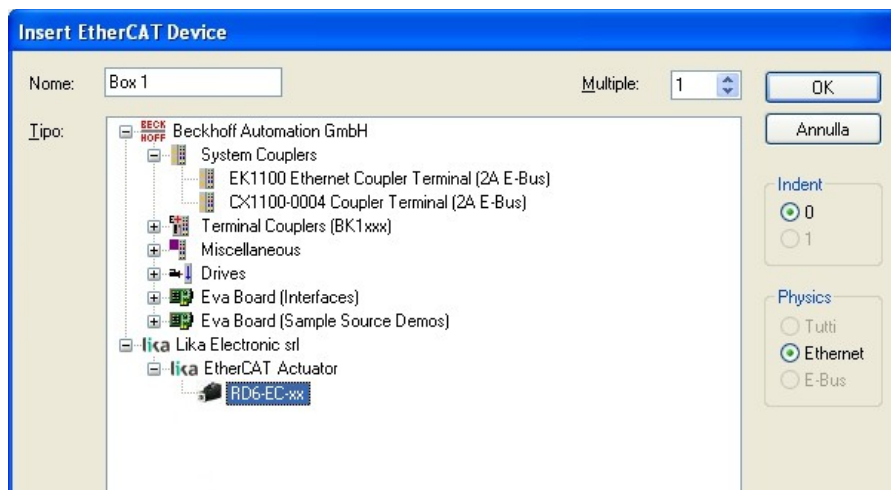 Insert EtherCAT Device
Nome: Box 1 Multiple: 1 OK
Annulla
Tipo:
BECK HOFF Beckhoff Automation GmbH
System Couplers
EK1100 Ethernet Coupler Terminal (2A E-Bus)
CX1100-0004 Coupler Terminal (2A E-Bus)
Terminal Couplers (BK1xxx)
Miscellaneous
Drives
Eva Board (Interfaces)
Eva Board (Sample Source Demos)
lika Lika Electronic srl
lika EtherCAT Actuator
RD6-EC-xx
Indent
0
1
Physics
Tutti
Ethernet
E-Bus